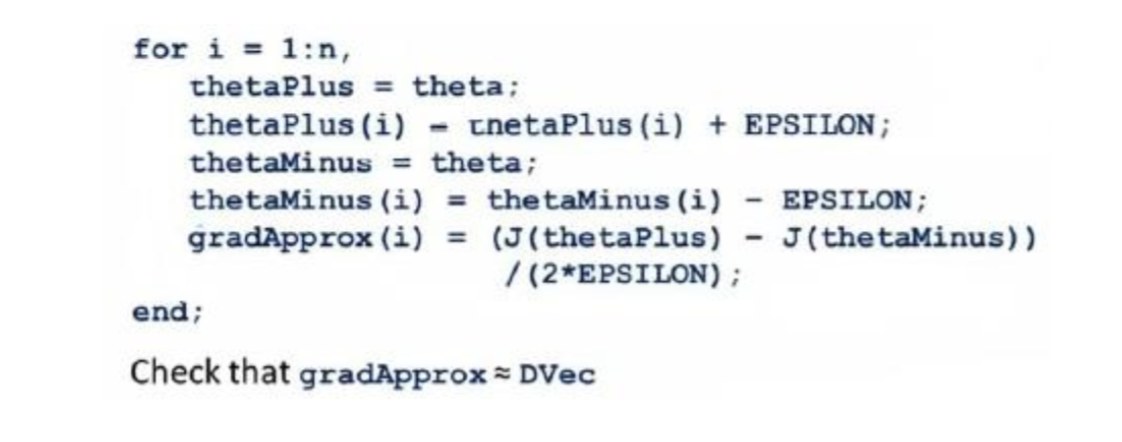 for i = 1:n,
thetaPlus = theta;
thetaPlus(i) = thetaPlus(i) + EPSILON;
thetaMinus = theta;
thetaMinus(i) = thetaMinus(i) - EPSILON;
gradApprox(i) = (J(thetaPlus) - J(thetaMinus))
/(2*EPSILON);
end;
Check that gradApprox ≈ DVec